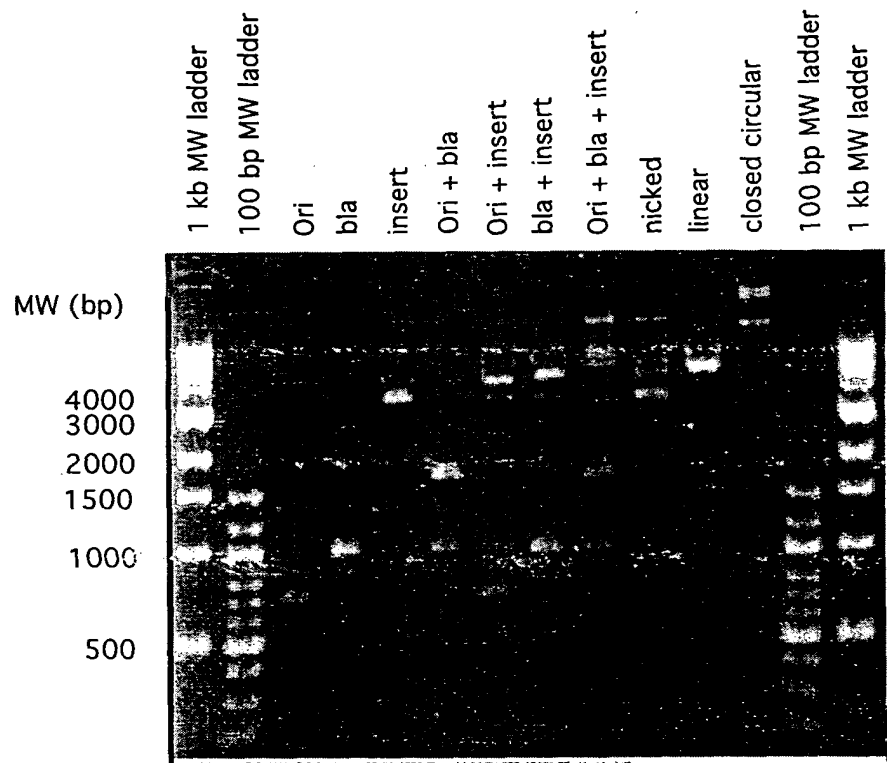 1 kb MW ladder
100 bp MW ladder
Ori
bla
insert
Ori + bla
Ori + insert
bla + insert
Ori + bla + insert
nicked
linear
closed circular
100 bp MW ladder
1 kb MW ladder
MW (bp)
4000
3000
2000
1500
1000
500